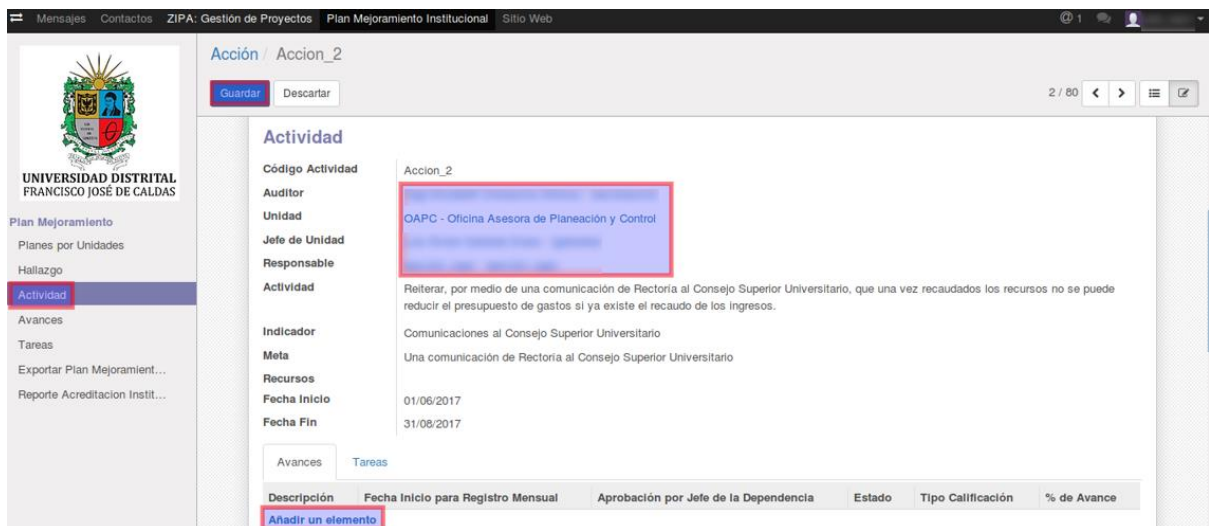 Mensajes Contactos ZIPA: Gestión de Proyectos Plan Mejoramiento Institucional Sitio Web @ 1
Acción / Accion_2
Guardar Descartar 2 / 80
UNIVERSIDAD DISTRITAL
FRANCISCO JOSÉ DE CALDAS
Plan Mejoramiento
Planes por Unidades
Hallazgo
Actividad
Avances
Tareas
Exportar Plan Mejoramient...
Reporte Acreditacion Instit...
Actividad
Código Actividad Accion_2
Auditor
Unidad OAPC - Oficina Asesora de Planeación y Control
Jefe de Unidad
Responsable
Actividad Reiterar, por medio de una comunicación de Rectoría al Consejo Superior Universitario, que una vez recaudados los recursos no se puede
reducir el presupuesto de gastos si ya existe el recaudo de los ingresos.
Indicador Comunicaciones al Consejo Superior Universitario
Meta Una comunicación de Rectoría al Consejo Superior Universitario
Recursos
Fecha Inicio 01/06/2017
Fecha Fin 31/08/2017
Avances Tareas
Descripción Fecha Inicio para Registro Mensual Aprobación por Jefe de la Dependencia Estado Tipo Calificación % de Avance
Añadir un elemento